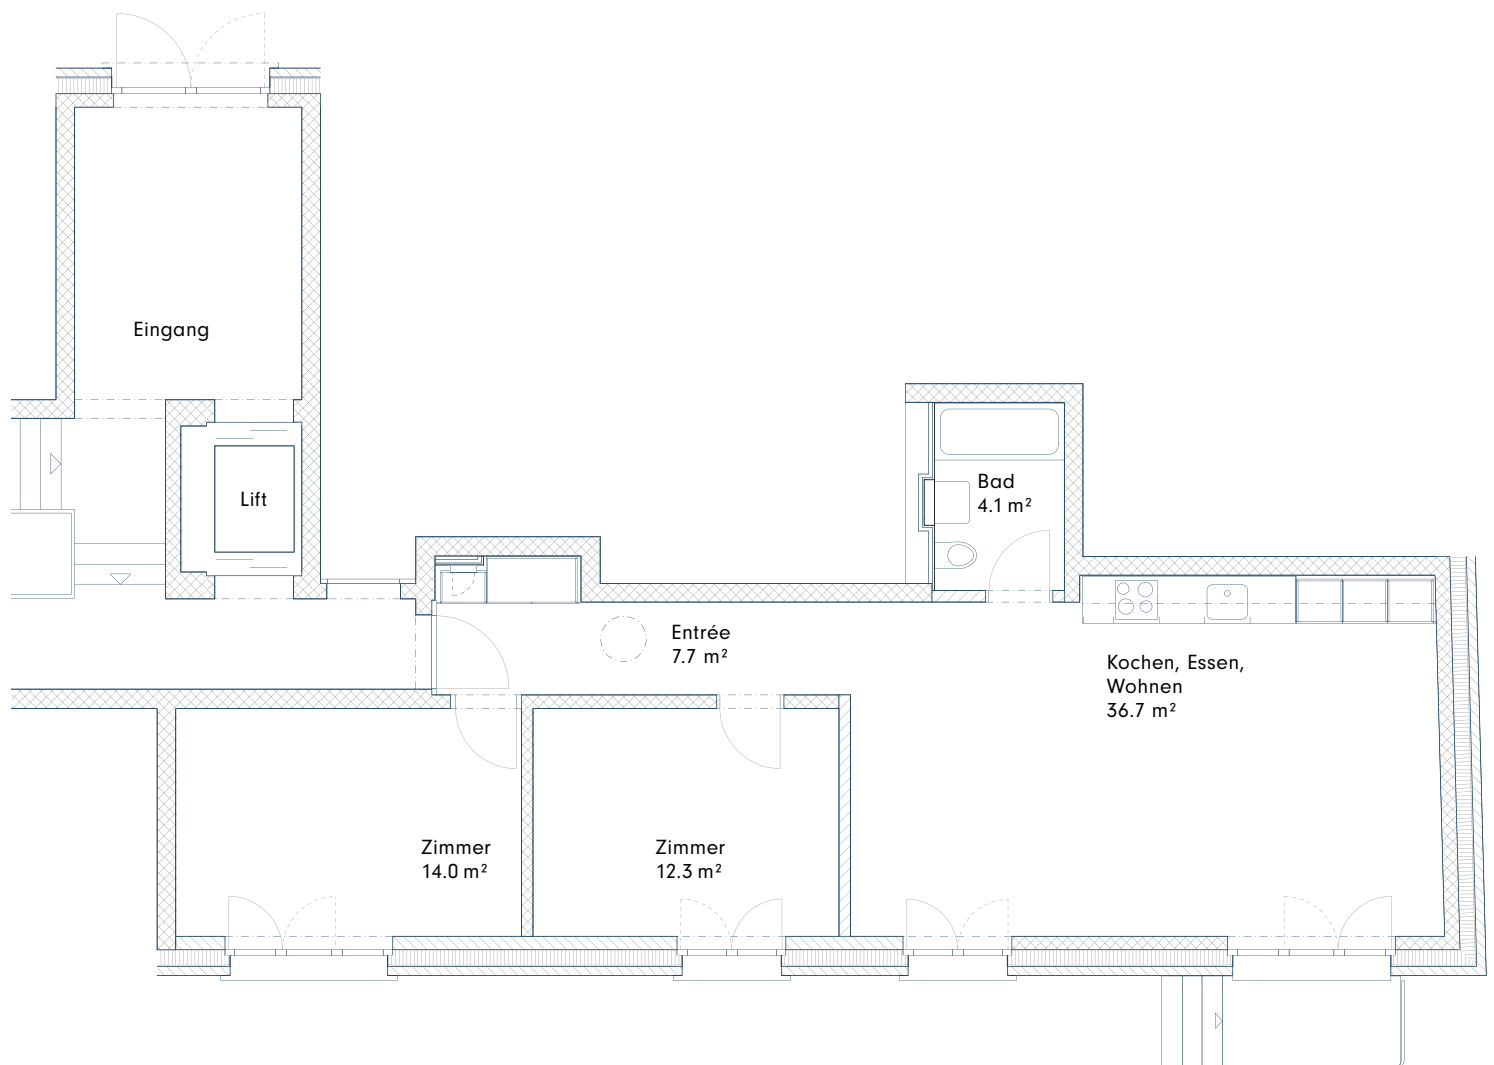 Eingang
Lift
Bad
4.1 m²
Entrée
7.7 m²
Kochen, Essen,
Wohnen
36.7 m²
Zimmer
14.0 m²
Zimmer
12.3 m²